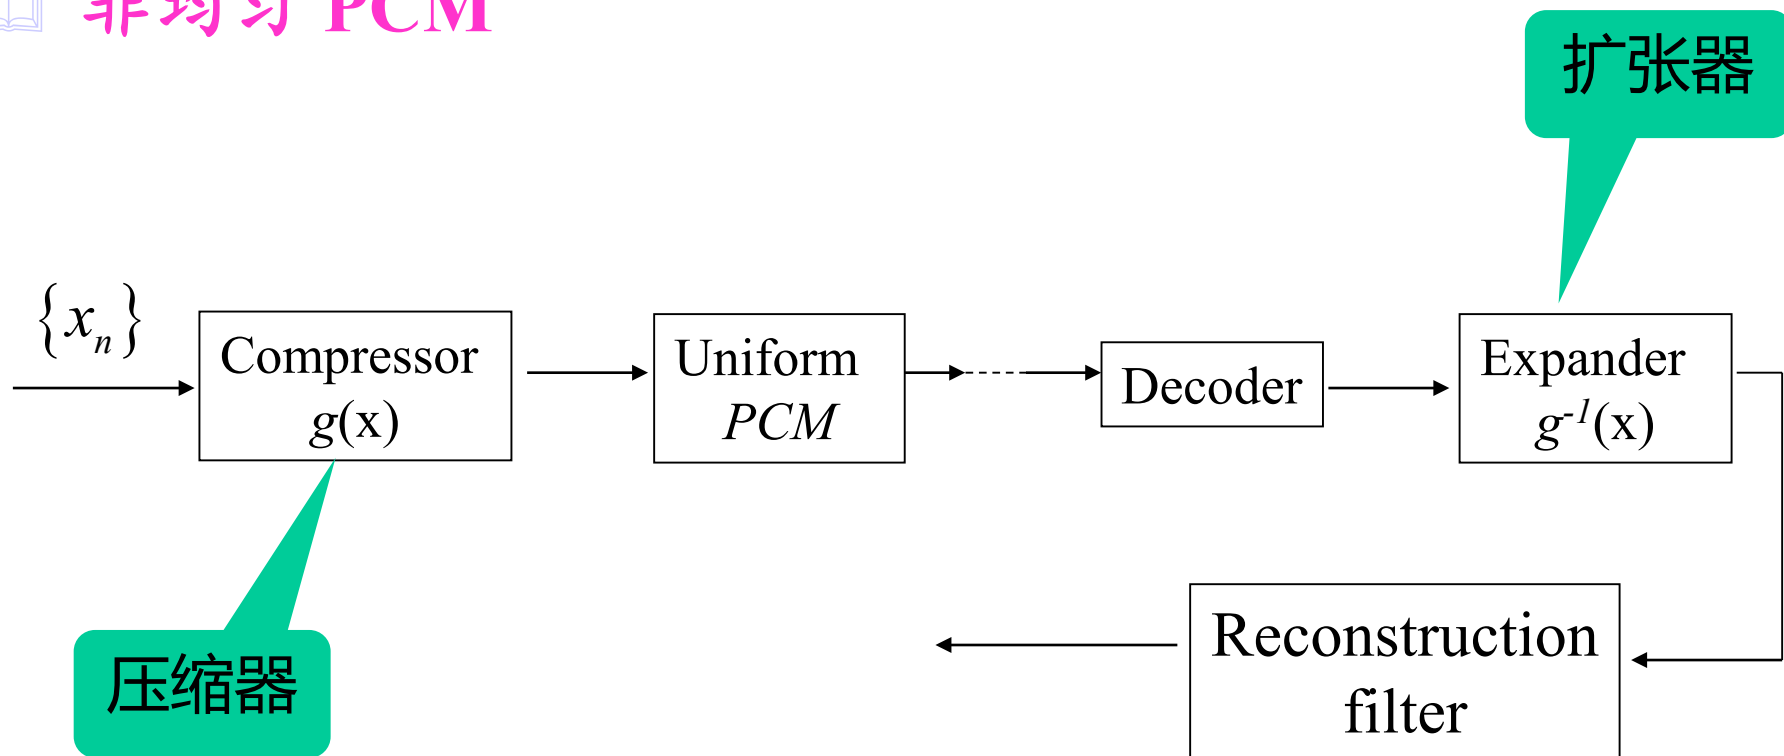 非均匀 PCM
扩张器
{xₙ}
Compressor
g(x)
Uniform
PCM
Decoder
Expander
g⁻¹(x)
压缩器
Reconstruction
filter